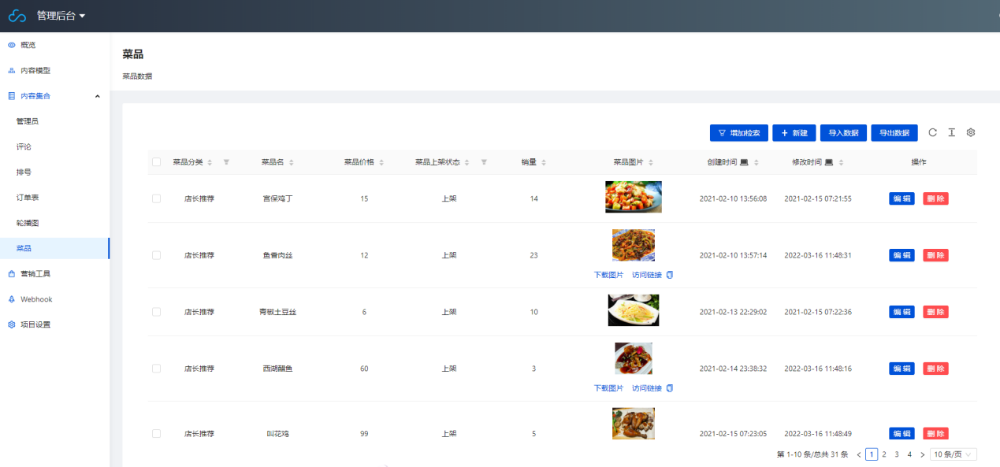 管理后台
概览
内容模型
内容集合
管理员
评论
排号
订单表
轮播图
菜品
营销工具
Webhook
项目设置
菜品
菜品数据
增加检索 新建 导入数据 导出数据
菜品分类 菜品名 菜品价格 菜品上架状态 销量 菜品图片 创建时间 修改时间 操作
店长推荐 宫保鸡丁 15 上架 14 2021-02-10 13:56:08 2021-02-15 07:21:55 编辑 删除
店长推荐 鱼香肉丝 12 上架 23 2021-02-10 13:57:14 2022-03-16 11:48:31 编辑 删除
下载图片 访问链接
店长推荐 青椒土豆丝 6 上架 10 2021-02-13 22:29:02 2021-02-15 07:22:36 编辑 删除
店长推荐 西湖醋鱼 60 上架 3 2021-02-14 23:38:32 2022-03-16 11:48:16 编辑 删除
下载图片 访问链接
店长推荐 叫花鸡 99 上架 5 2021-02-15 07:23:05 2022-03-16 11:48:49 编辑 删除
第 1-10 条/总共 31 条 < 1 2 3 4 > 10 条/页